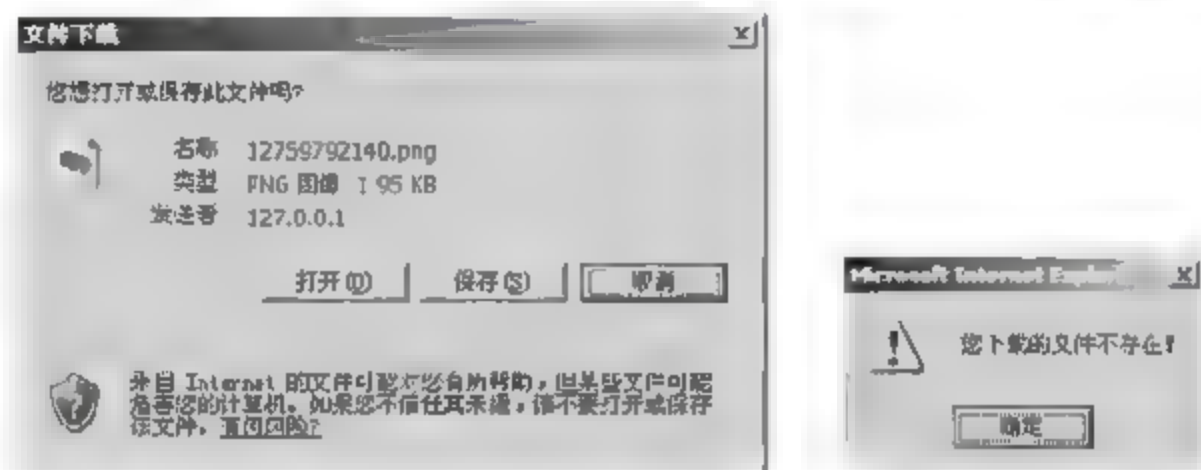 文件下载
您想打开或保存此文件吗?
名称 12759792140.png
类型 PNG 图像 1.95 KB
发送者 127.0.0.1
打开(O) 保存(S) 取消
来自 Internet 的文件可能对您有所帮助，但某些文件可能
危害您的计算机。如果您不信任其来源，请不要打开或保存
该文件。有何风险?
Microsoft Internet Explorer
您下载的文件不存在!
确定